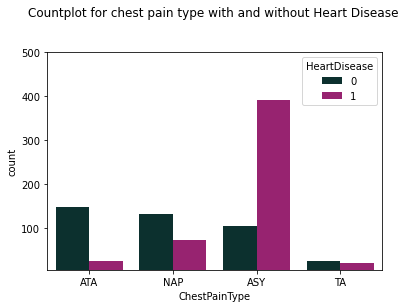 Countplot for chest pain type with and without Heart Disease
500
400
300
200
100
count
HeartDisease
0
1
ATA NAP ASY TA
ChestPainType